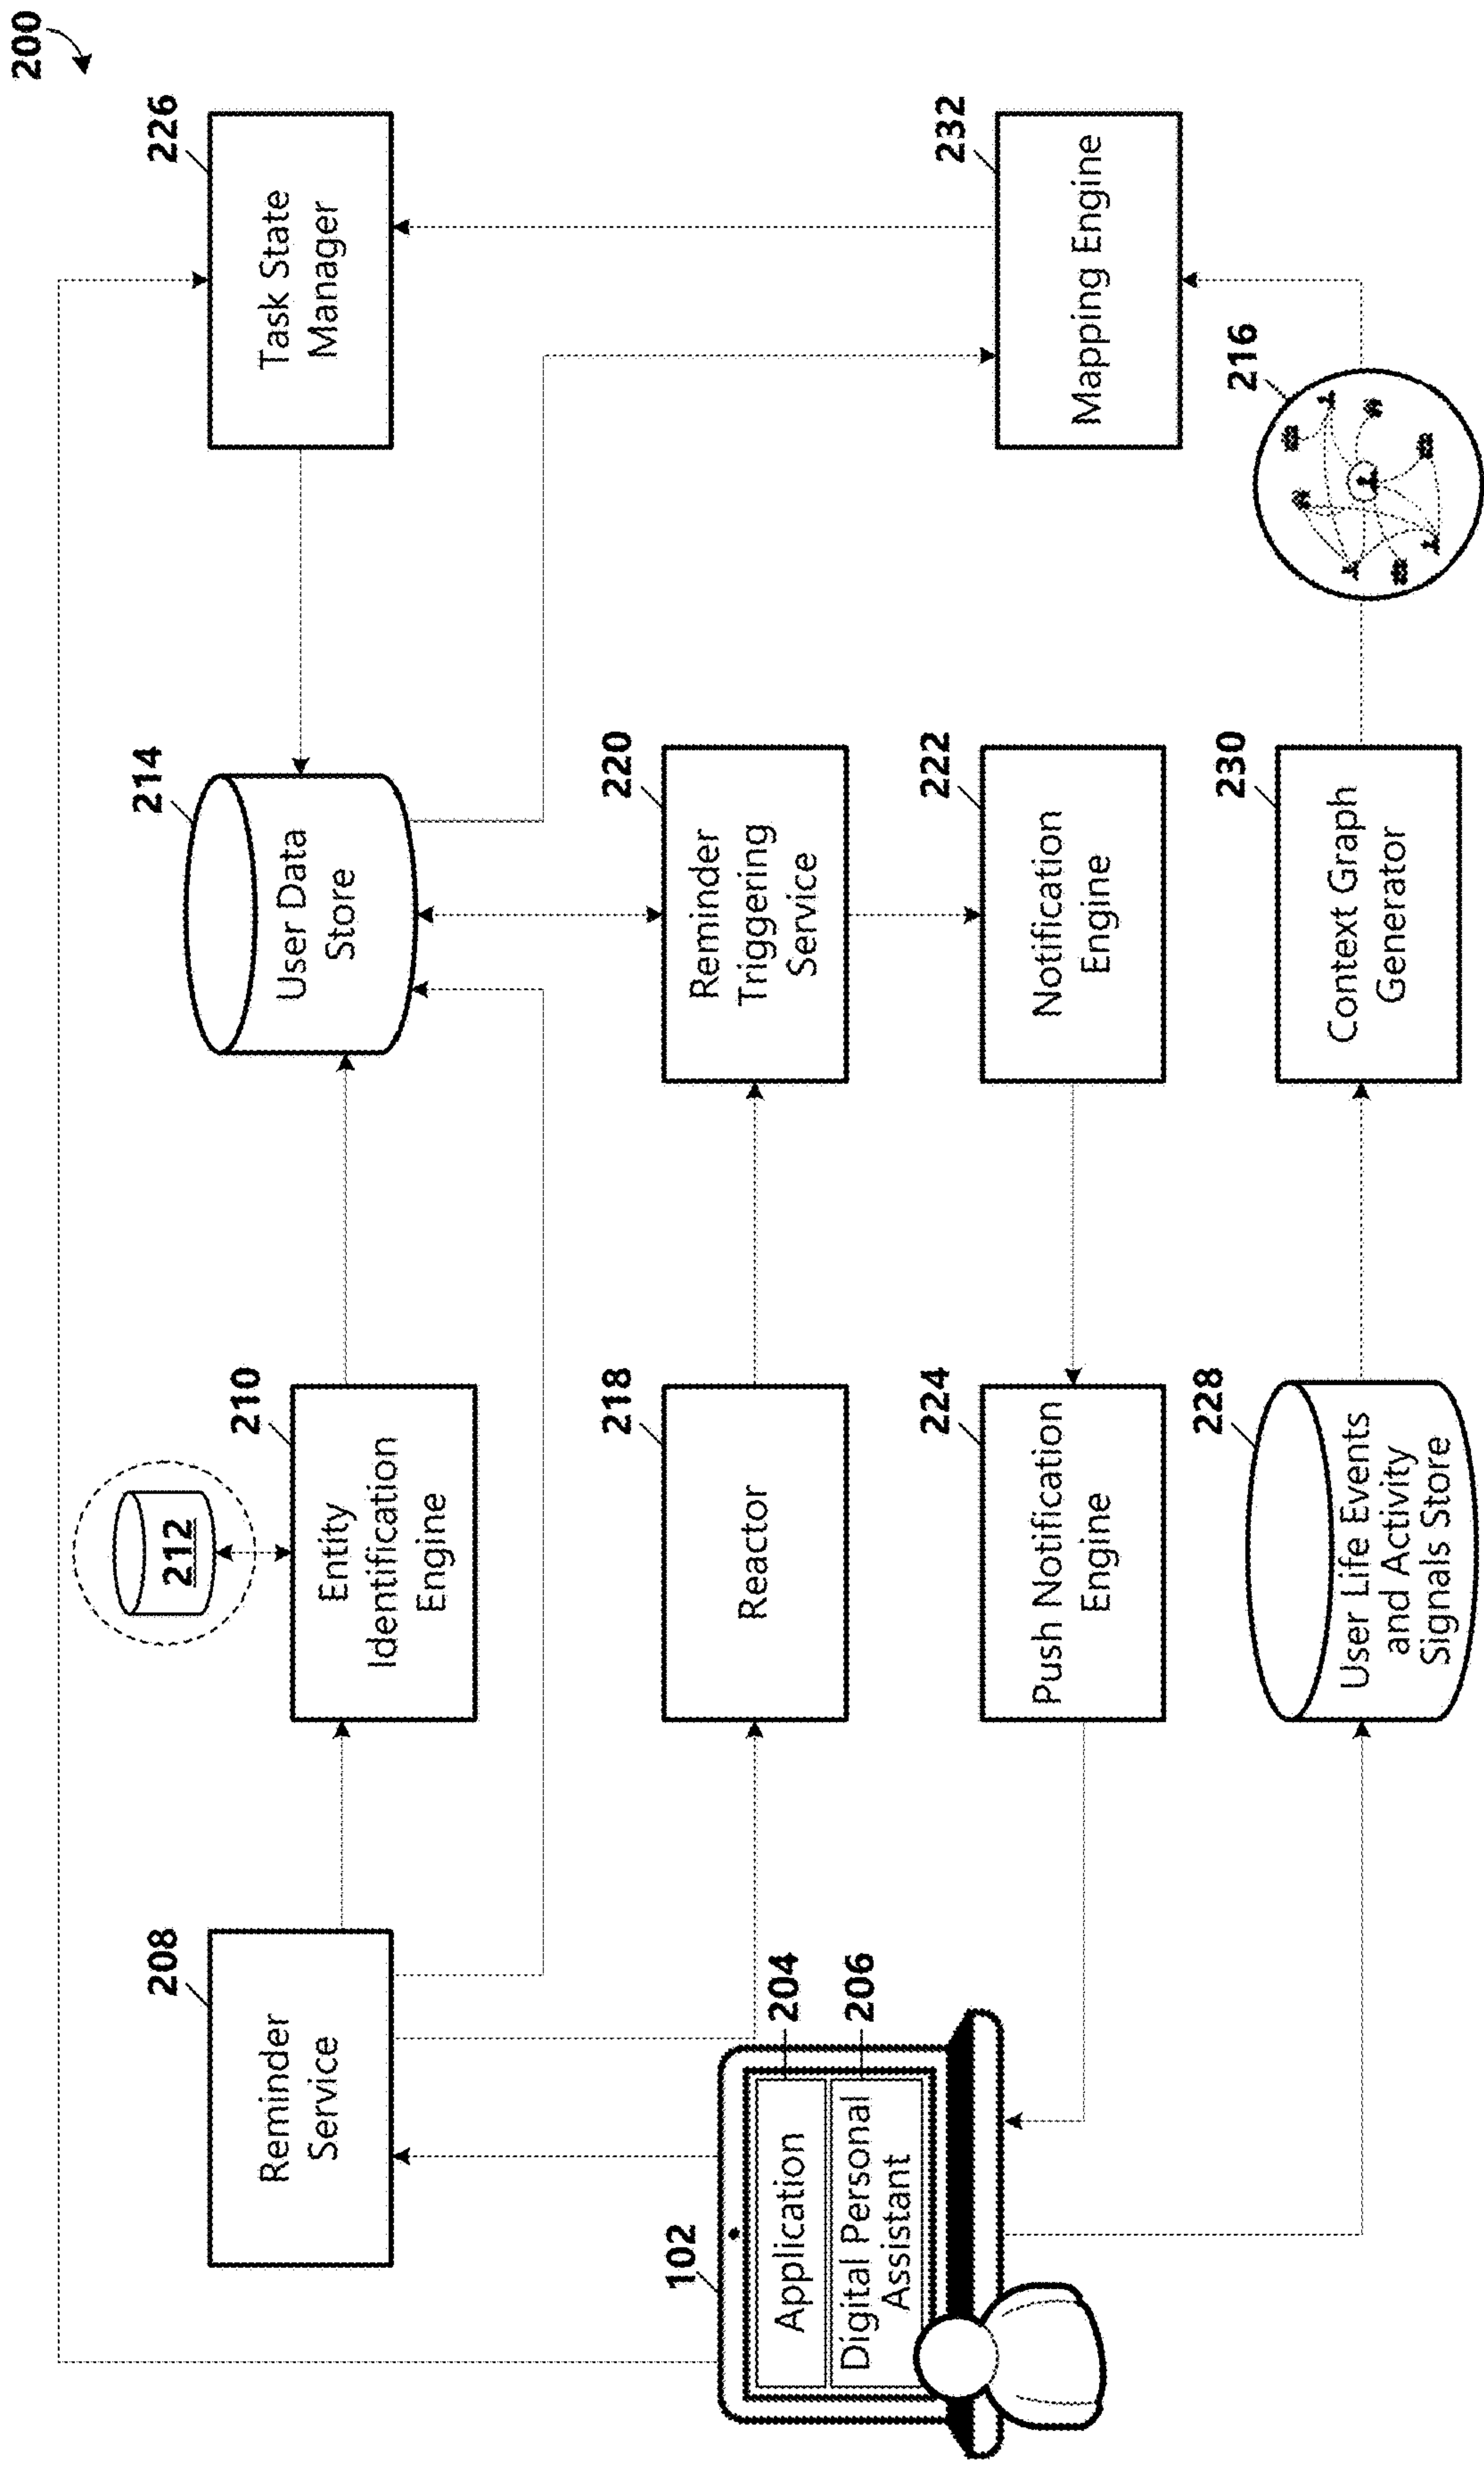 200
208
Reminder
Service
210
Entity
Identification
Engine
212
214
User Data
Store
226
Task State
Manager
102
Application
204
Digital Personal
Assistant
206
218
Reactor
220
Reminder
Triggering
Service
224
Push Notification
Engine
222
Notification
Engine
232
Mapping Engine
228
User Life Events
and Activity
Signals Store
230
Context Graph
Generator
216